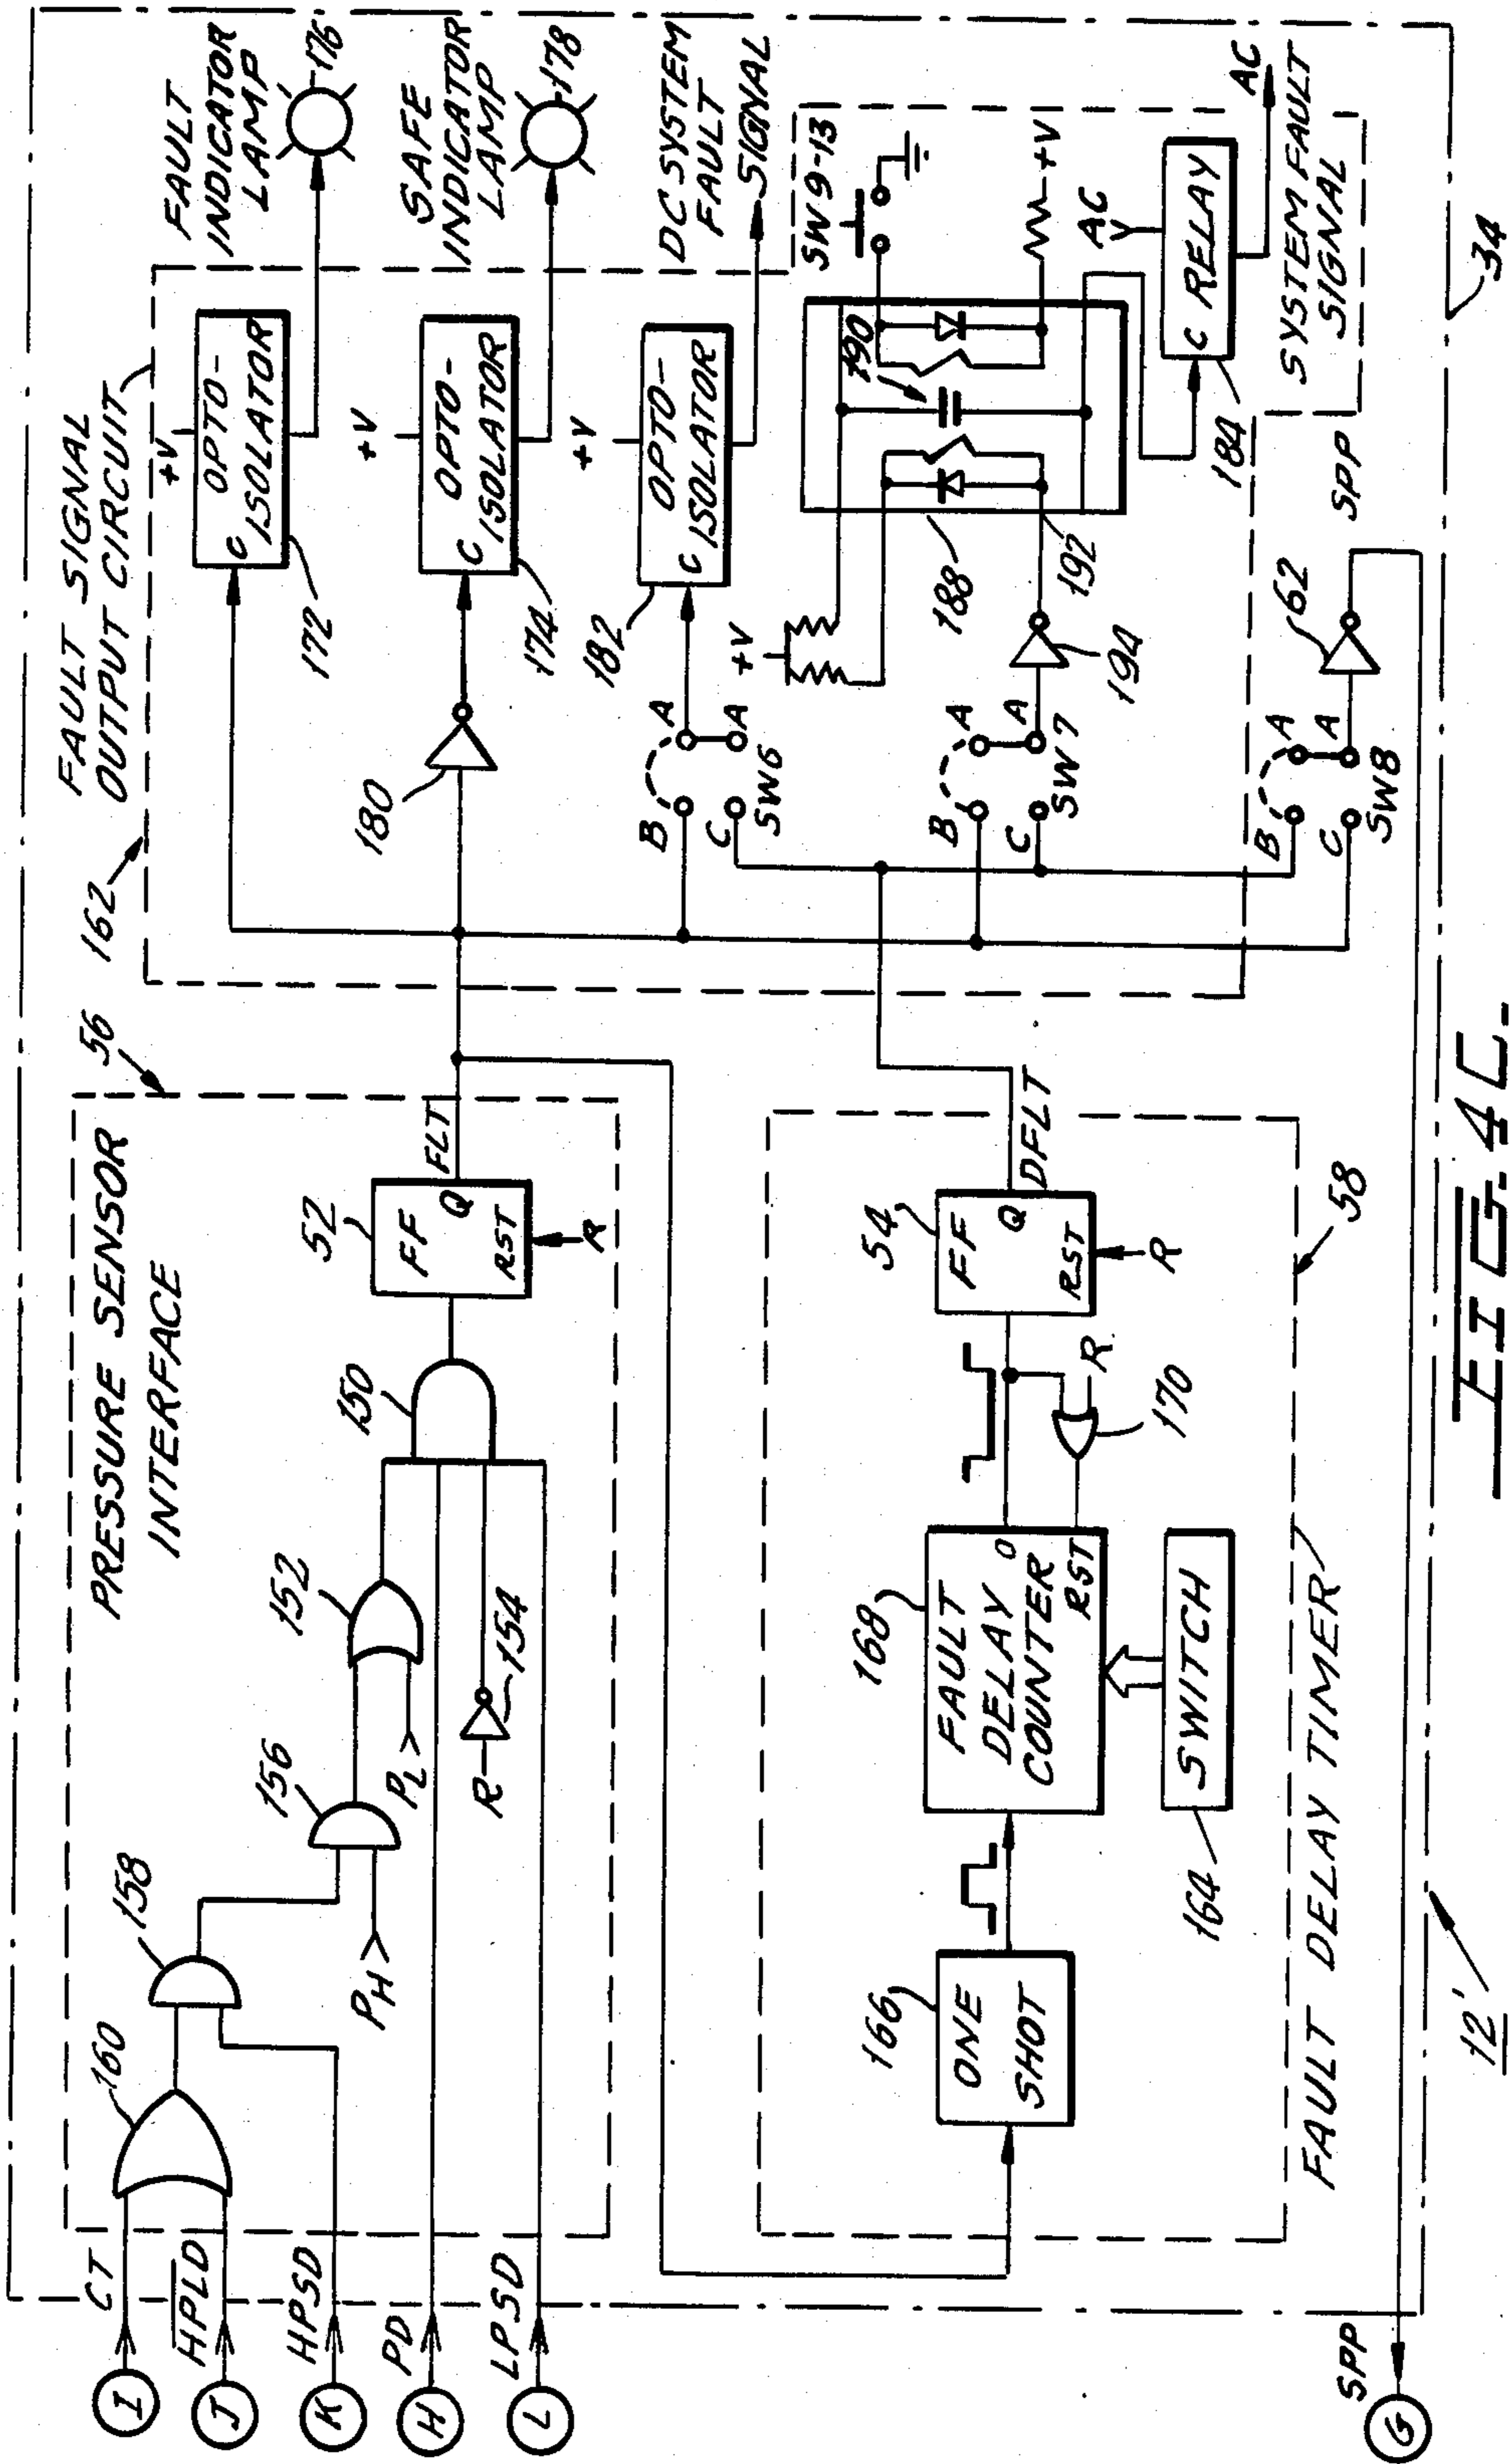 PRESSURE SENSOR
INTERFACE
56
162
FAULT SIGNAL
OUTPUT CIRCUIT
FAULT
INDICATOR
LAMP
176
I
CT
160
158
156
152
150
52
FF
Q
RST
R
FLT
J
HPLD
K
HPSD
PH
PL
R
154
H
PD
L
LPSD
+V
OPTO-
ISOLATOR
C
172
SAFE
INDICATOR
LAMP
178
180
+V
OPTO-
ISOLATOR
C
174
DC SYSTEM
FAULT
SIGNAL
+V
OPTO-
ISOLATOR
C
182
B
A
C
A
SW6
+V
SW9-13
190
188
192
+V
B
A
C
A
SW7
194
AC
C RELAY
184
AC
SYSTEM FAULT
SIGNAL
166
ONE
SHOT
168
FAULT
DELAY
COUNTER
O
RST
R
170
54
FF
Q
RST
R
DFLT
164
SWITCH
FAULT DELAY TIMER
58
B
A
C
A
SW8
62
SPP
34
G
SPP
12'
FIG. 4C.